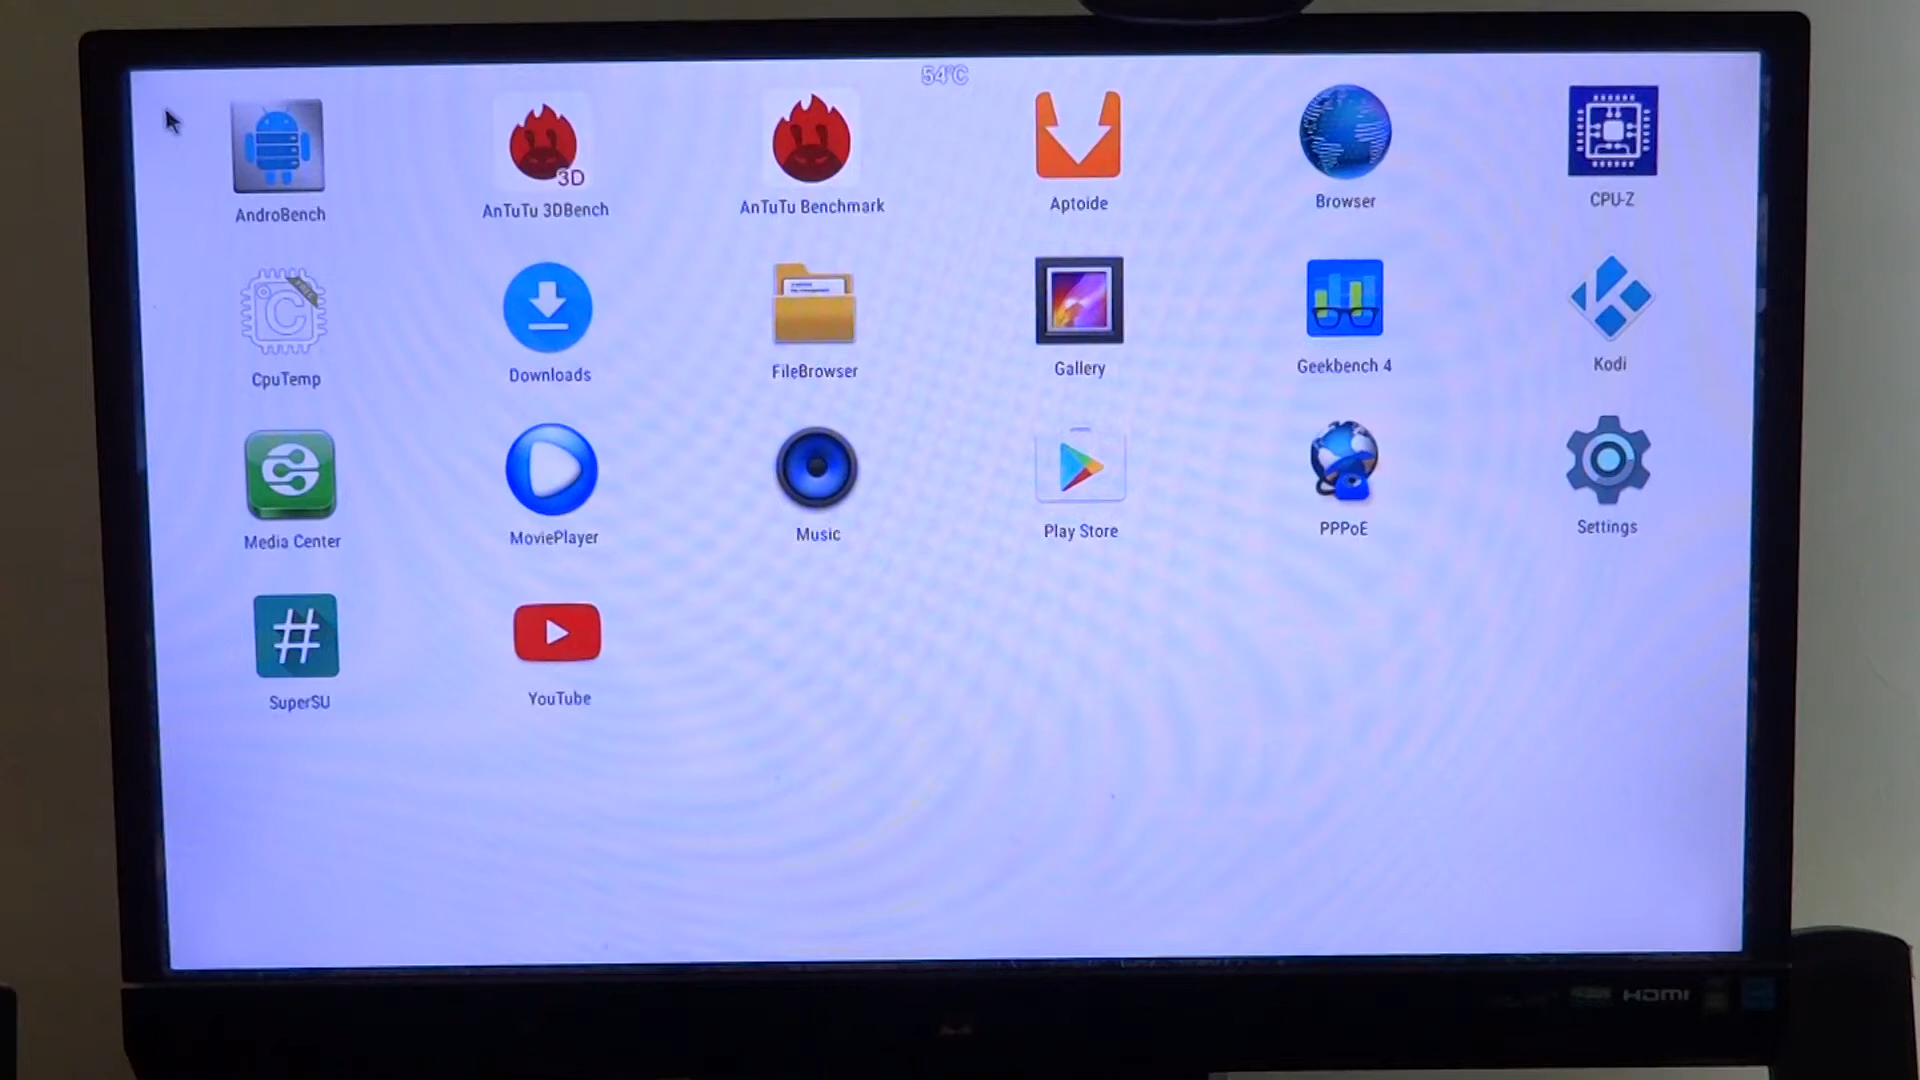 54°C
AndroBench
3D
AnTuTu 3DBench
AnTuTu Benchmark
Aptoide
Browser
CPU-Z
FREE
C
CpuTemp
Downloads
FileBrowser
Gallery
Geekbench 4
Kodi
Media Center
MoviePlayer
Music
Play Store
PPPoE
Settings
#
SuperSU
YouTube
HDMI